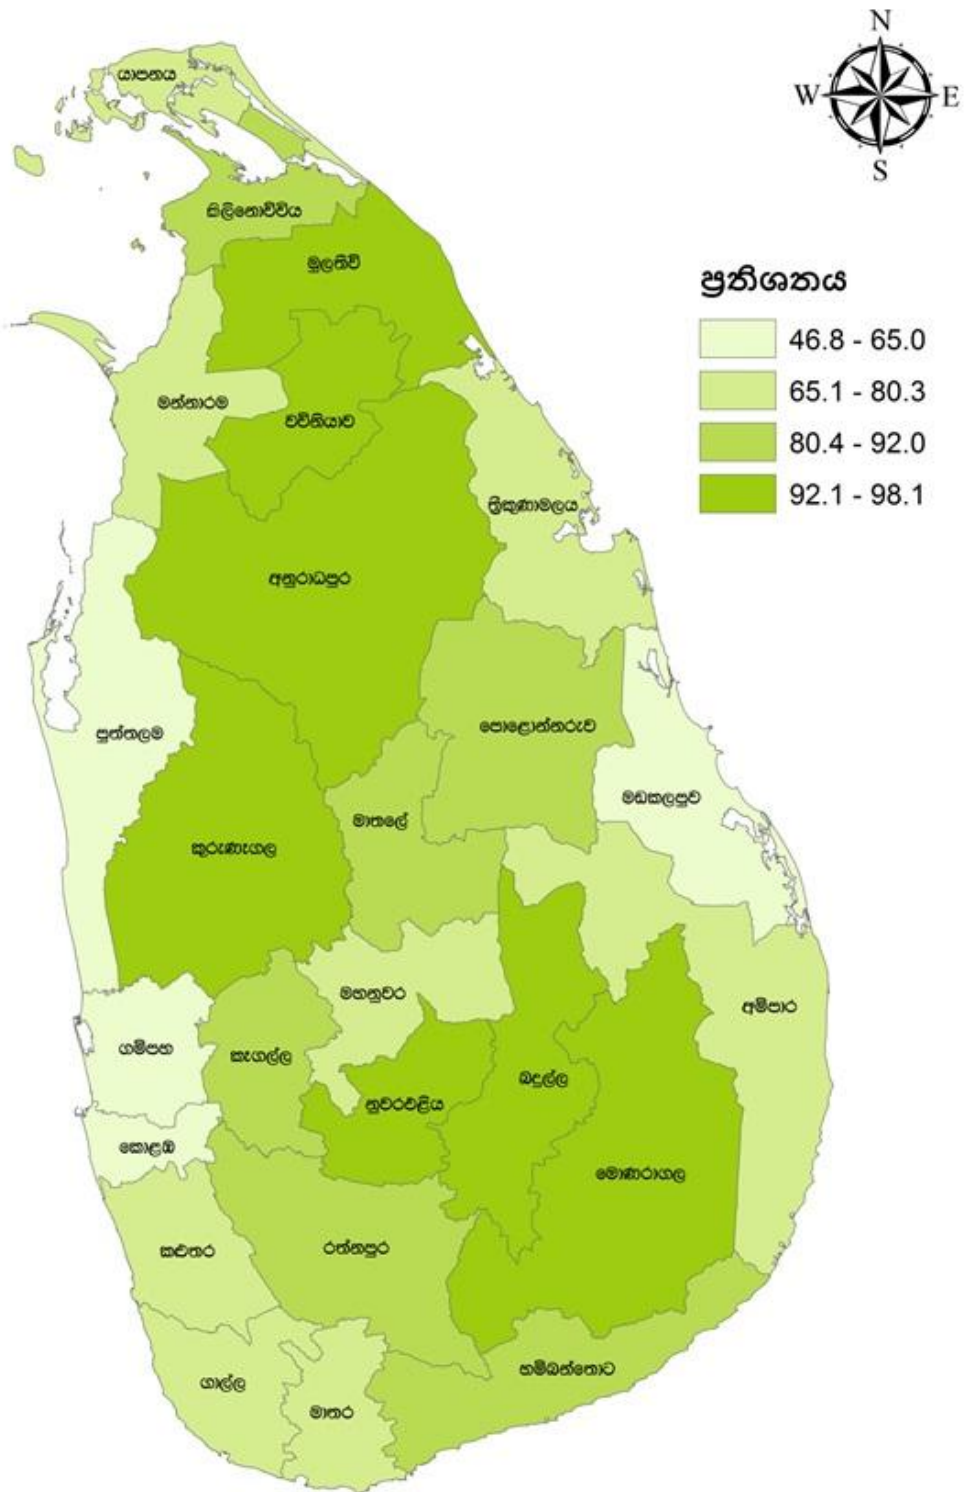 N
යාපනය
W
E
S
කිලිනොච්චිය
මුලතිව්
ප්‍රතිශතය
46.8 - 65.0
65.1 - 80.3
මන්නාරම
වව්නියාව
80.4 - 92.0
92.1 - 98.1
ත්‍රිකුණාමලය
අනුරාධපුර
පොළොන්නරුව
පුත්තලම
මඩකලපුව
මාතලේ
කුරුණෑගල
මහනුවර
අම්පාර
ගම්පහ
කෑගල්ල
බදුල්ල
නුවරඑළිය
කොළඹ
මොණරාගල
කළුතර
රත්නපුර
හම්බන්තොට
ගාල්ල
මාතර